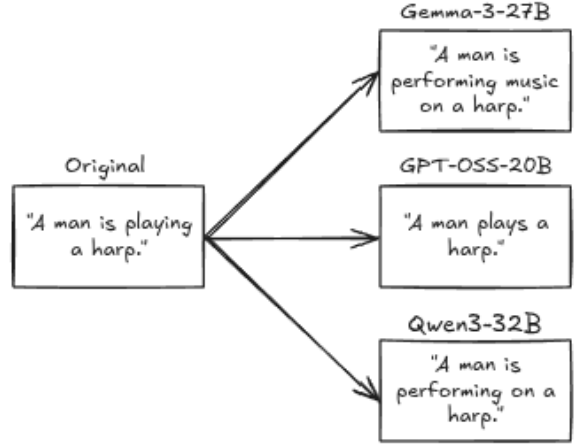 Gemma-3-27B
"A man is
performing music
on a harp."
Original
"A man is playing
a harp."
GPT-OSS-20B
"A man plays a
harp."
Qwen3-32B
"A man is
performing on a
harp."